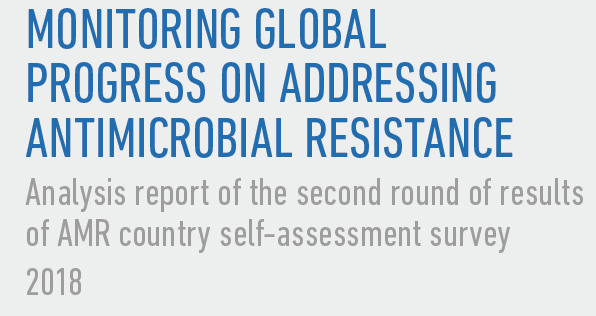 MONITORING GLOBAL
PROGRESS ON ADDRESSING
ANTIMICROBIAL RESISTANCE
Analysis report of the second round of results
of AMR country self-assessment survey
2018